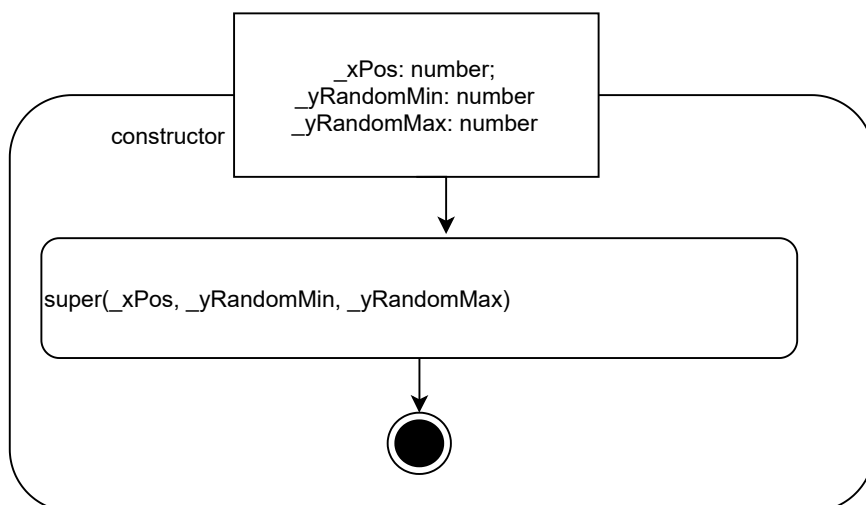 _xPos: number;
_yRandomMin: number
_yRandomMax: number
constructor
super(_xPos, _yRandomMin, _yRandomMax)